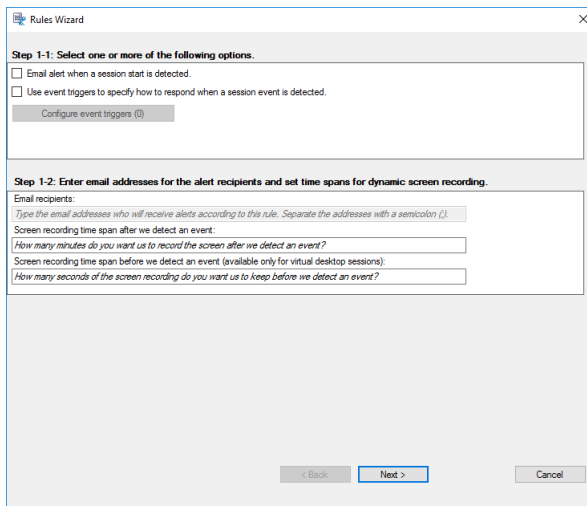 Rules Wizard
Step 1-1: Select one or more of the following options.
Email alert when a session start is detected.
Use event triggers to specify how to respond when a session event is detected.
Configure event triggers (0)
Step 1-2: Enter email addresses for the alert recipients and set time spans for dynamic screen recording.
Email recipients:
Type the email addresses who will receive alerts according to this rule. Separate the addresses with a semicolon (;).
Screen recording time span after we detect an event:
How many minutes do you want us to record the screen after we detect an event?
Screen recording time span before we detect an event (available only for virtual desktop sessions):
How many seconds of the screen recording do you want us to keep before we detect an event?
< Back Next > Cancel